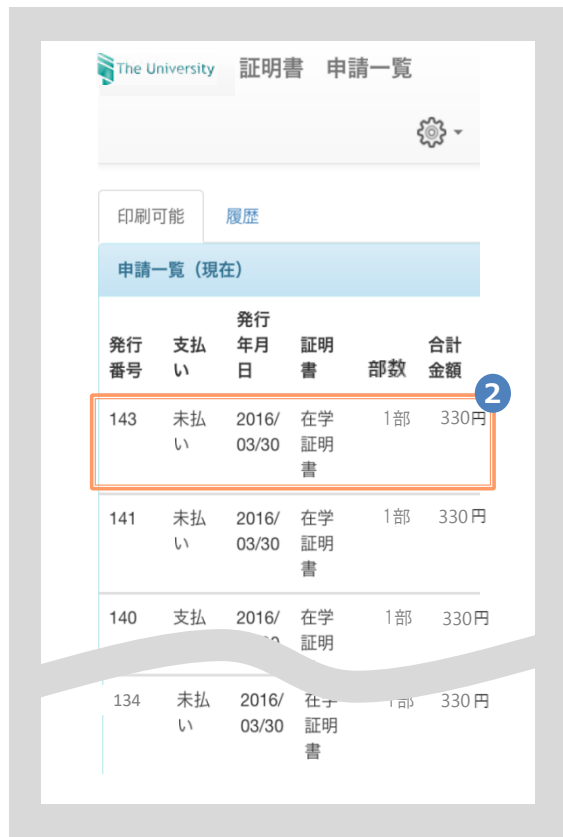 The University 証明書 申請一覧
印刷可能 履歴
申請一覧（現在）
発行
発行 支払 年月 証明 合計
番号 い 日 書 部数 金額
2
143 未払 2016/ 在学 1部 330円
い 03/30 証明
書
141 未払 2016/ 在学 1部 330円
い 03/30 証明
書
140 支払 2016/ 在学 1部 330円
証明
134 未払 2016/ 在学 1部 330円
い 03/30 証明
書